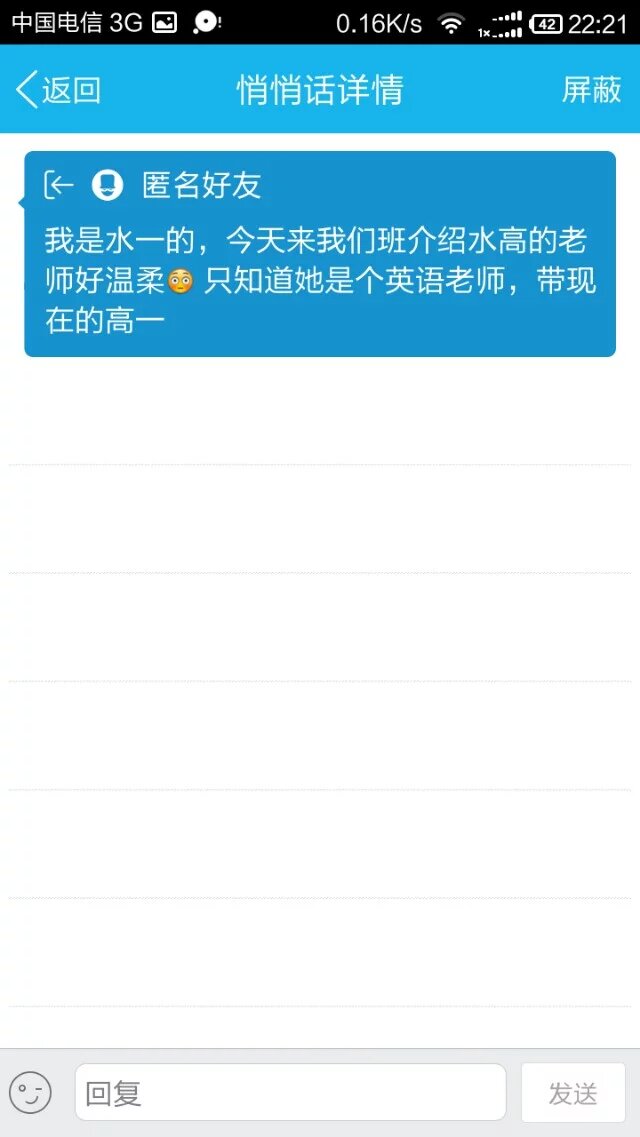 中国电信 3G 0.16K/s 1x 42 22:21
返回 悄悄话详情 屏蔽
匿名好友
我是水一的，今天来我们班介绍水高的老
师好温柔😳 只知道她是个英语老师，带现
在的高一
回复 发送